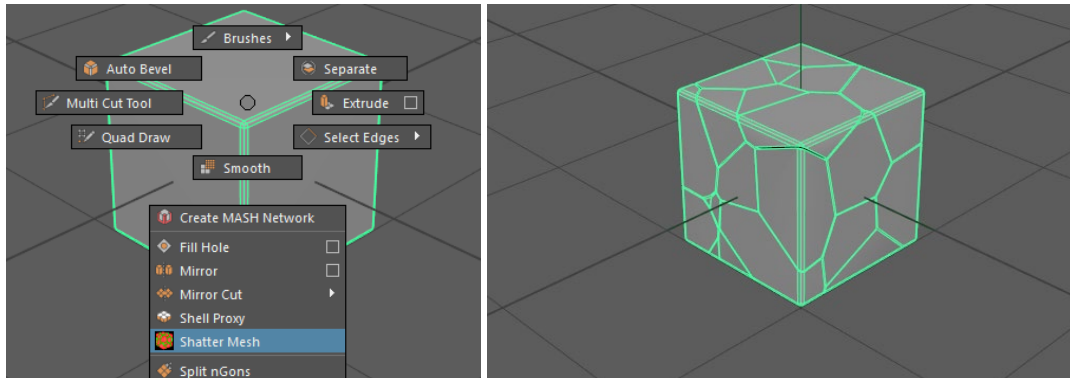 Brushes
Auto Bevel
Separate
Multi Cut Tool
Extrude
Quad Draw
Select Edges
Smooth
Create MASH Network
Fill Hole
Mirror
Mirror Cut
Shell Proxy
Shatter Mesh
Split nGons